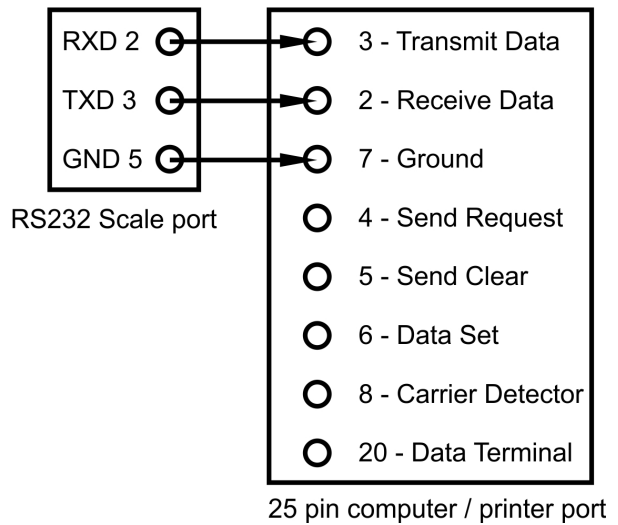 RXD 2
3 - Transmit Data
TXD 3
2 - Receive Data
GND 5
7 - Ground
RS232 Scale port
4 - Send Request
5 - Send Clear
6 - Data Set
8 - Carrier Detector
20 - Data Terminal
25 pin computer / printer port